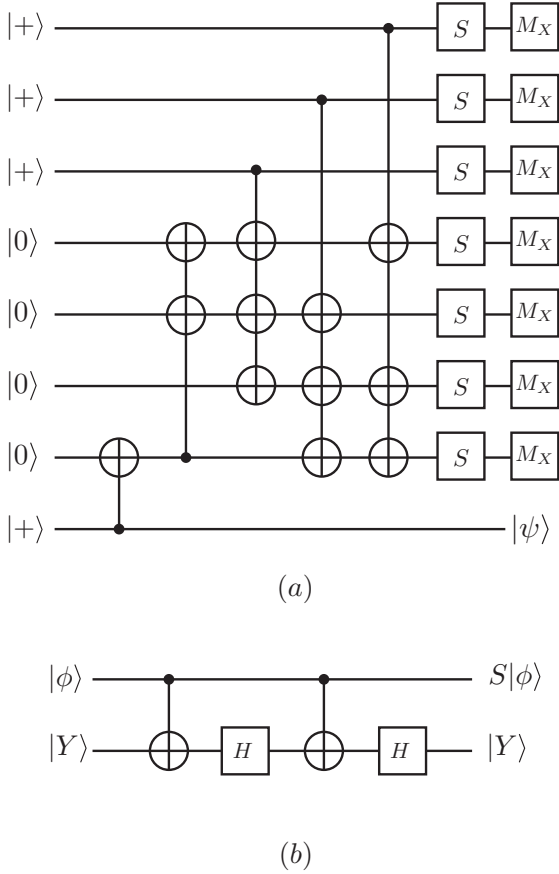 |+⟩ S M_X
|+⟩ S M_X
|+⟩ S M_X
|0⟩ S M_X
|0⟩ S M_X
|0⟩ S M_X
|0⟩ S M_X
|+⟩ |ψ⟩
(a)
|ϕ⟩ S|ϕ⟩
|Y⟩ H H |Y⟩
(b)